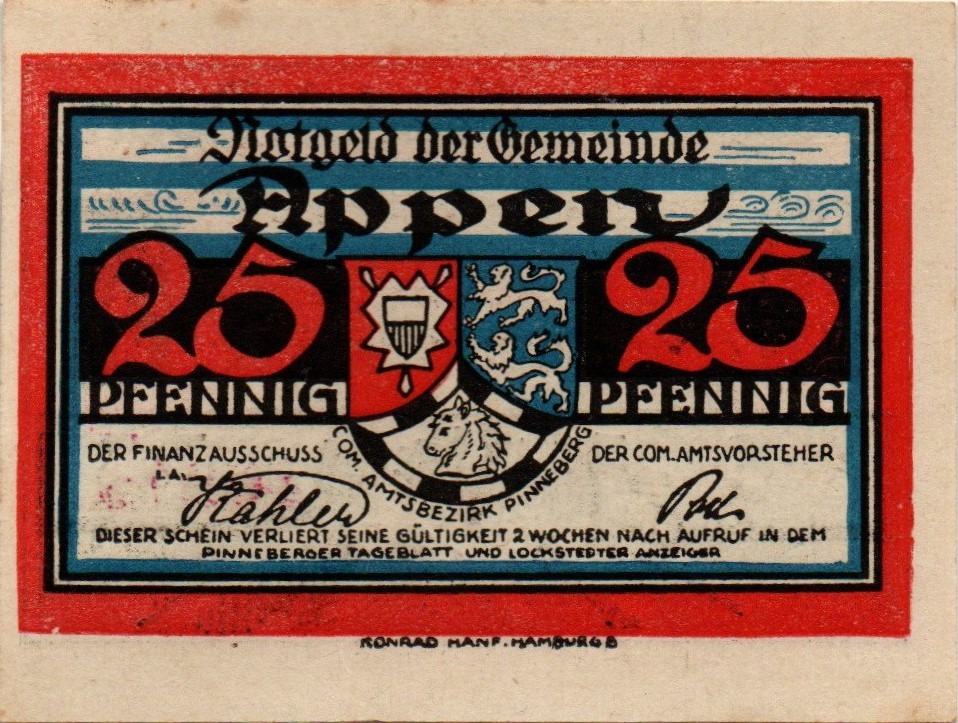 Notgeld der Gemeinde
Appen
25 25
PFENNIG PFENNIG
COM. AMTSBEZIRK PINNEBERG
DER FINANZAUSSCHUSS
DER COM. AMTSVORSTEHER
Kahler
DIESER SCHEIN VERLIERT SEINE GÜLTIGKEIT 2 WOCHEN NACH AUFRUF IN DEM
PINNEBERGER TAGEBLATT UND LOCKSTEDTER ANZEIGER
KONRAD HANF. HAMBURG 8